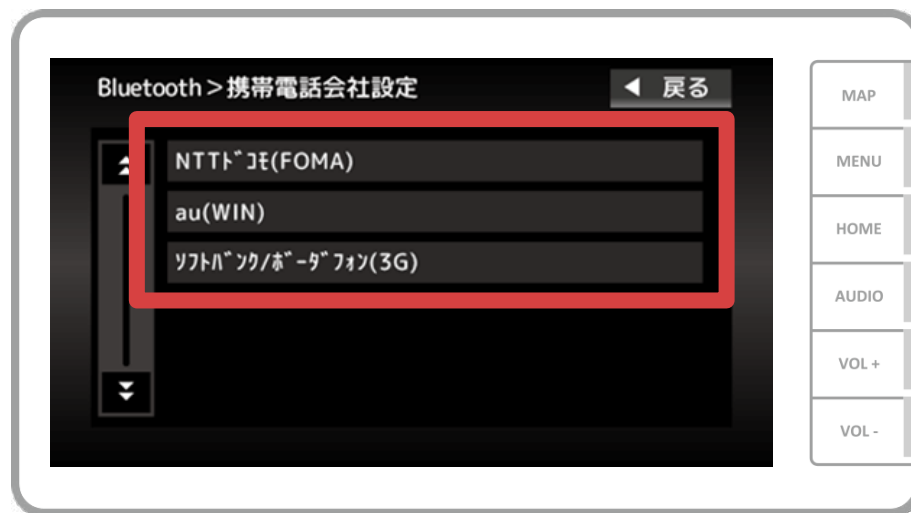 Bluetooth>携帯電話会社設定
◀ 戻る
NTTﾄﾞｺﾓ(FOMA)
au(WIN)
ｿﾌﾄﾊﾞﾝｸ/ﾎﾞｰﾀﾞﾌｫﾝ(3G)
MAP
MENU
HOME
AUDIO
VOL +
VOL -